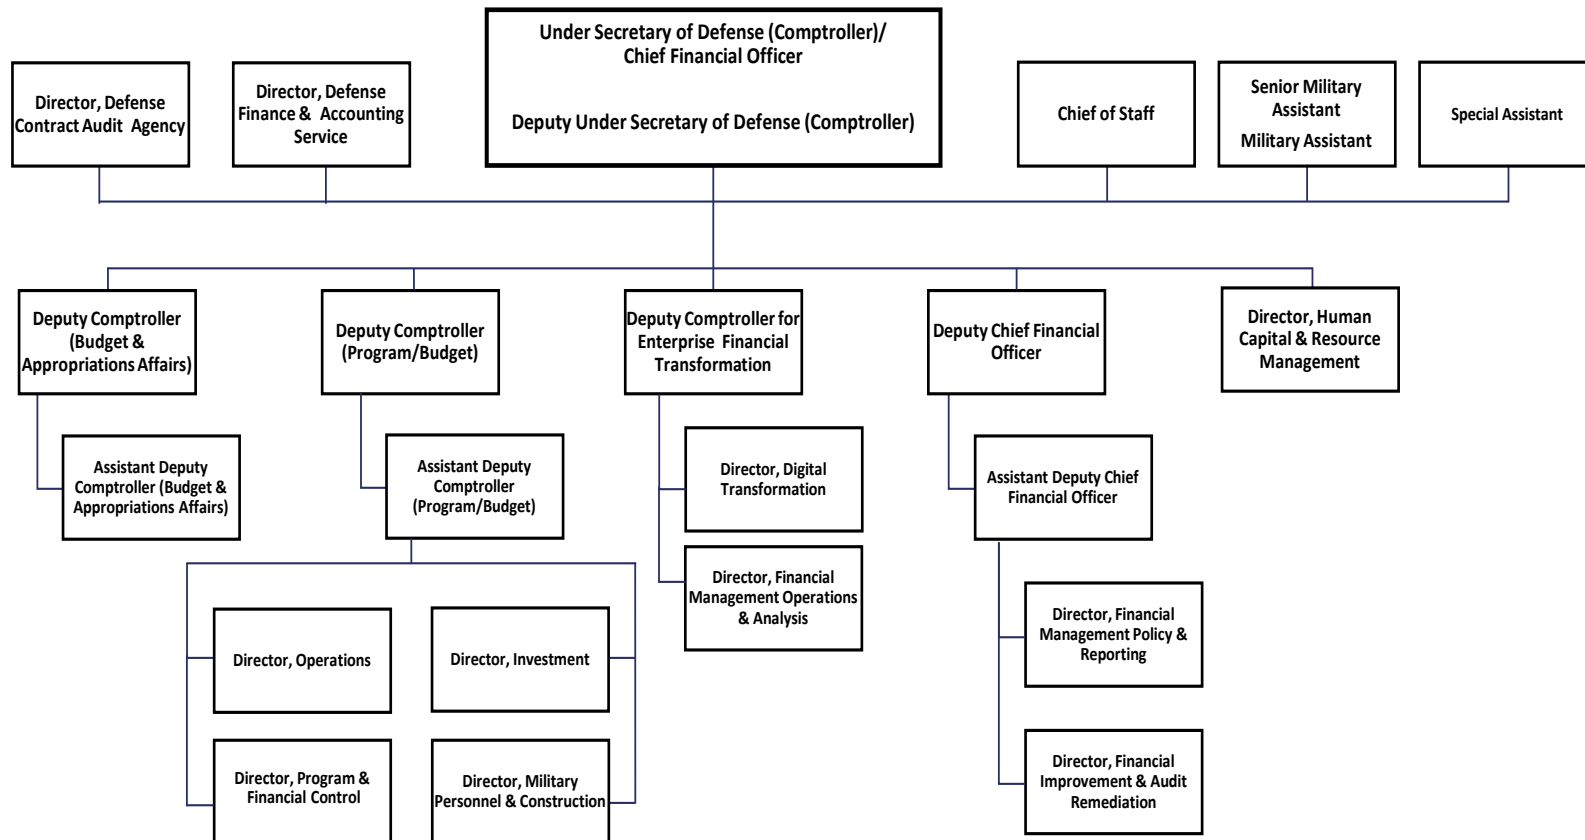 Under Secretary of Defense (Comptroller)/
Chief Financial Officer
Deputy Under Secretary of Defense (Comptroller)
Director, Defense
Contract Audit Agency
Director, Defense
Finance & Accounting
Service
Chief of Staff
Senior Military
Assistant
Military Assistant
Special Assistant
Deputy Comptroller
(Budget &
Appropriations Affairs)
Deputy Comptroller
(Program/Budget)
Deputy Comptroller for
Enterprise Financial
Transformation
Deputy Chief Financial
Officer
Director, Human
Capital & Resource
Management
Assistant Deputy
Comptroller (Budget &
Appropriations Affairs)
Assistant Deputy
Comptroller
(Program/Budget)
Director, Digital
Transformation
Assistant Deputy Chief
Financial Officer
Director, Financial
Management Operations
& Analysis
Director, Operations
Director, Investment
Director, Financial
Management Policy &
Reporting
Director, Program &
Financial Control
Director, Military
Personnel & Construction
Director, Financial
Improvement & Audit
Remediation